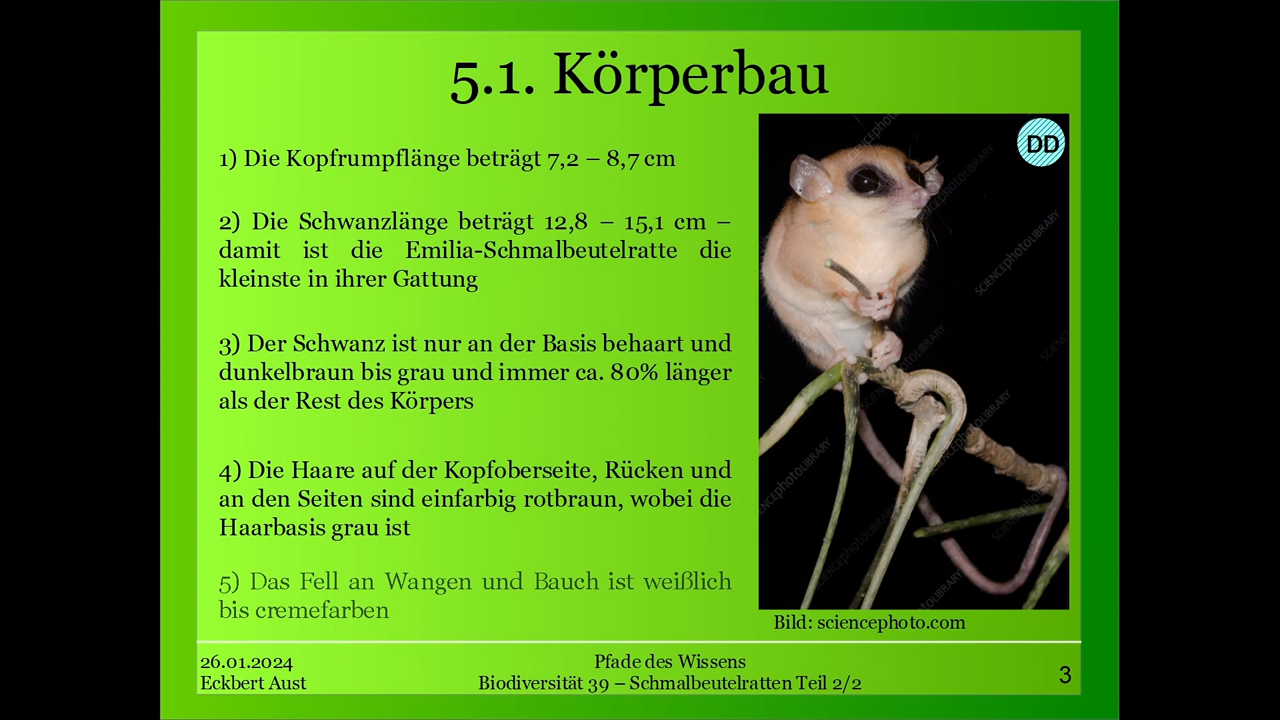 5.1. Körperbau
1) Die Kopfrumpflänge beträgt 7,2 – 8,7 cm
2) Die Schwanzlänge beträgt 12,8 – 15,1 cm –
damit ist die Emilia-Schmalbeutelratte die
kleinste in ihrer Gattung
3) Der Schwanz ist nur an der Basis behaart und
dunkelbraun bis grau und immer ca. 80% länger
als der Rest des Körpers
4) Die Haare auf der Kopfoberseite, Rücken und
an den Seiten sind einfarbig rotbraun, wobei die
Haarbasis grau ist
5) Das Fell an Wangen und Bauch ist weißlich
bis cremefarben
DD
SCIENCEphotoLIBRARY
Bild: sciencephoto.com
26.01.2024
Eckbert Aust
Pfade des Wissens
Biodiversität 39 – Schmalbeutelratten Teil 2/2
3